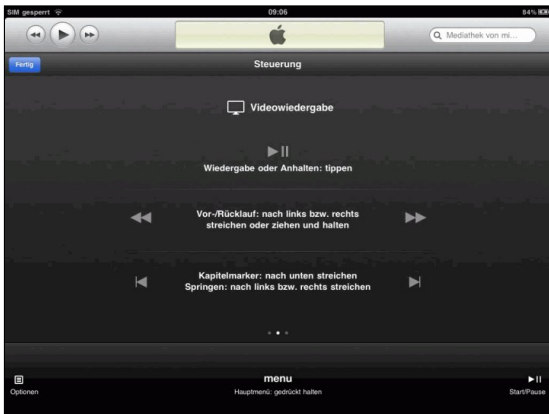 SIM gesperrt 09:06 84%
Mediathek von mi...
Fertig Steuerung
Videowiedergabe
Wiedergabe oder Anhalten: tippen
Vor-/Rücklauf: nach links bzw. rechts
streichen oder ziehen und halten
Kapitelmarker: nach unten streichen
Springen: nach links bzw. rechts streichen
menu
Optionen Hauptmenü: gedrückt halten Start/Pause